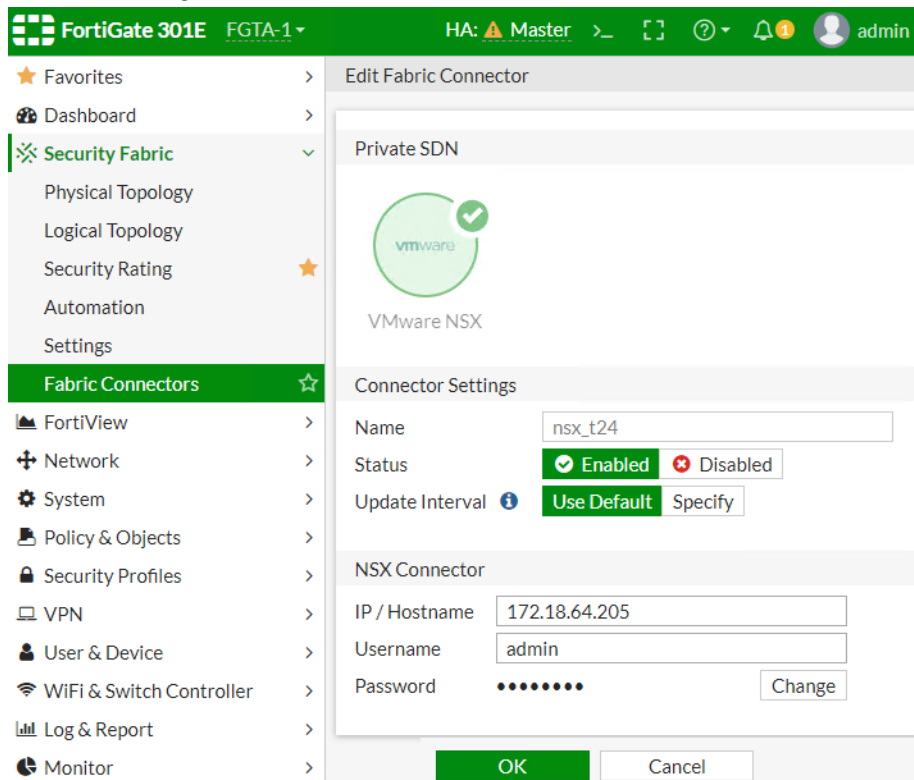 FortiGate 301E FGTA-1 HA: Master >_ 1 admin
Favorites
Dashboard
Security Fabric
Physical Topology
Logical Topology
Security Rating
Automation
Settings
Fabric Connectors
FortiView
Network
System
Policy & Objects
Security Profiles
VPN
User & Device
WiFi & Switch Controller
Log & Report
Monitor
Edit Fabric Connector
Private SDN
vmware
VMware NSX
Connector Settings
Name nsx_t24
Status Enabled Disabled
Update Interval Use Default Specify
NSX Connector
IP / Hostname 172.18.64.205
Username admin
Password •••••••• Change
OK Cancel